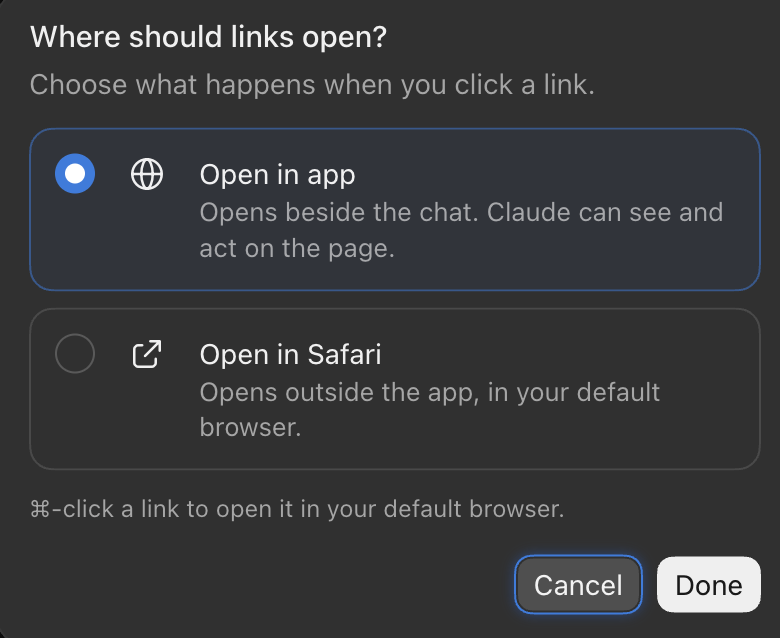 Where should links open?
Choose what happens when you click a link.
Open in app
Opens beside the chat. Claude can see and
act on the page.
Open in Safari
Opens outside the app, in your default
browser.
⌘-click a link to open it in your default browser.
Cancel
Done